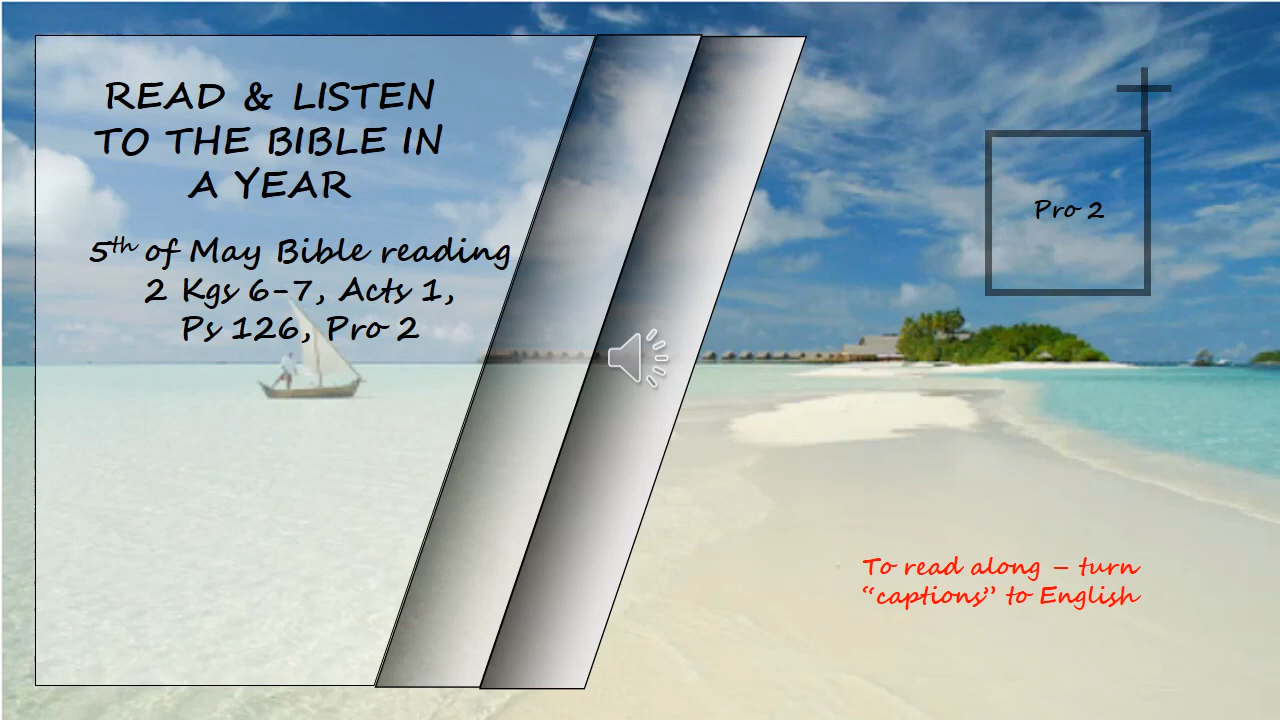 READ & LISTEN
TO THE BIBLE IN
A YEAR
5th of May Bible reading
2 Kgs 6-7, Acts 1,
Ps 126, Pro 2
Pro 2
To read along – turn
“captions” to English